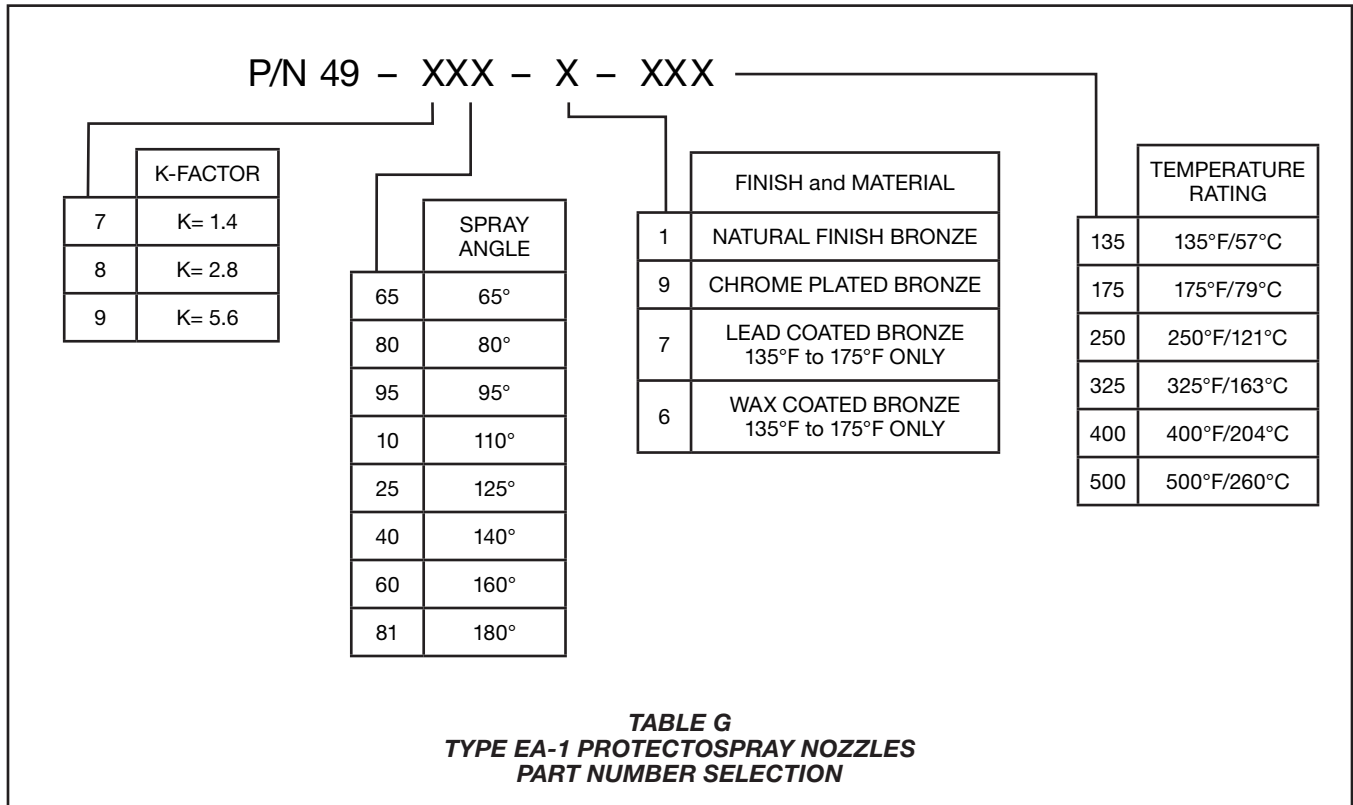 P/N 49 – XXX – X – XXX
K-FACTOR
7 K= 1.4
8 K= 2.8
9 K= 5.6
SPRAY
ANGLE
65 65°
80 80°
95 95°
10 110°
25 125°
40 140°
60 160°
81 180°
FINISH and MATERIAL
1 NATURAL FINISH BRONZE
9 CHROME PLATED BRONZE
7 LEAD COATED BRONZE
135°F to 175°F ONLY
6 WAX COATED BRONZE
135°F to 175°F ONLY
TEMPERATURE
RATING
135 135°F/57°C
175 175°F/79°C
250 250°F/121°C
325 325°F/163°C
400 400°F/204°C
500 500°F/260°C
TABLE G
TYPE EA-1 PROTECTOSPRAY NOZZLES
PART NUMBER SELECTION